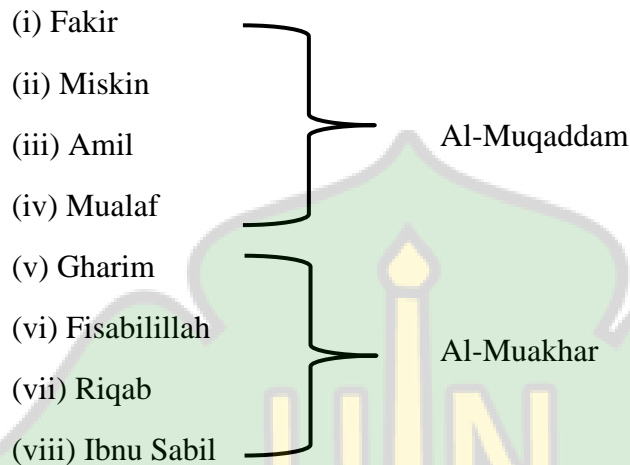 (i) Fakir
(ii) Miskin
(iii) Amil
Al-Muqaddam
(iv) Mualaf
(v) Gharim
(vi) Fisabilillah
Al-Muakhar
(vii) Riqab
(viii) Ibnu Sabil
UIN